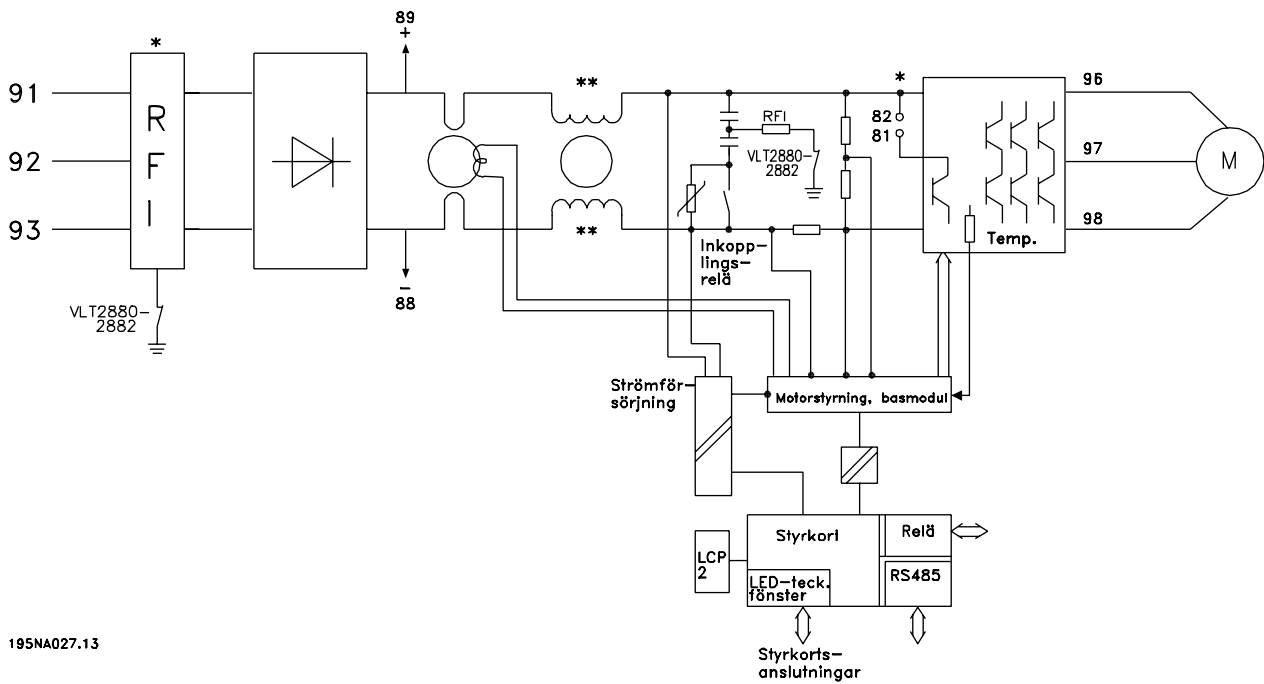 89
+
*
**
*
91
96
R
RFI
82
81
92
F
VLT2880-
2882
97
M
I
93
**
98
Temp.
Inkopp-
lings-
relä
-
88
VLT2880-
2882
Strömför-
sörjning
Motorstyrning, basmodul
Styrkort
Relä
LCP
2
RS485
LED-teck.
fönster
195NA027.13
Styrkorts-
anslutningar